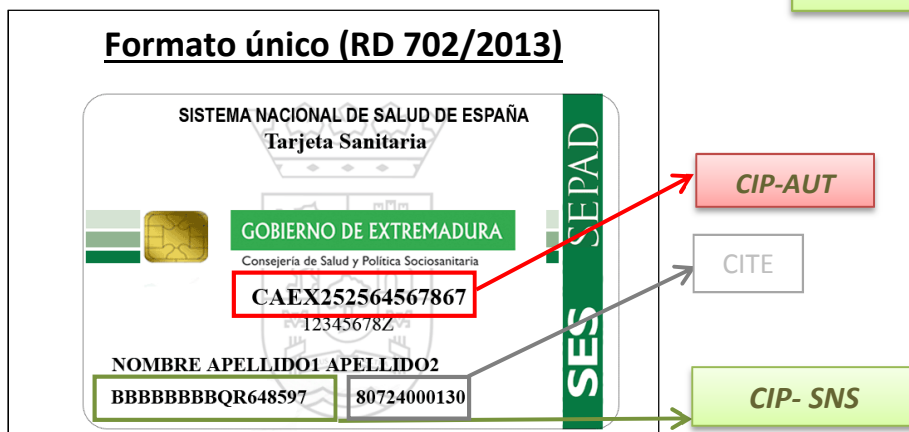 Formato único (RD 702/2013)
SISTEMA NACIONAL DE SALUD DE ESPAÑA
Tarjeta Sanitaria
SES SEPAD
GOBIERNO DE EXTREMADURA
Consejería de Salud y Política Sociosanitaria
CAEX252564567867
12345678Z
NOMBRE APELLIDO1 APELLIDO2
BBBBBBBBQR648597 80724000130
CIP-AUT
CITE
CIP- SNS